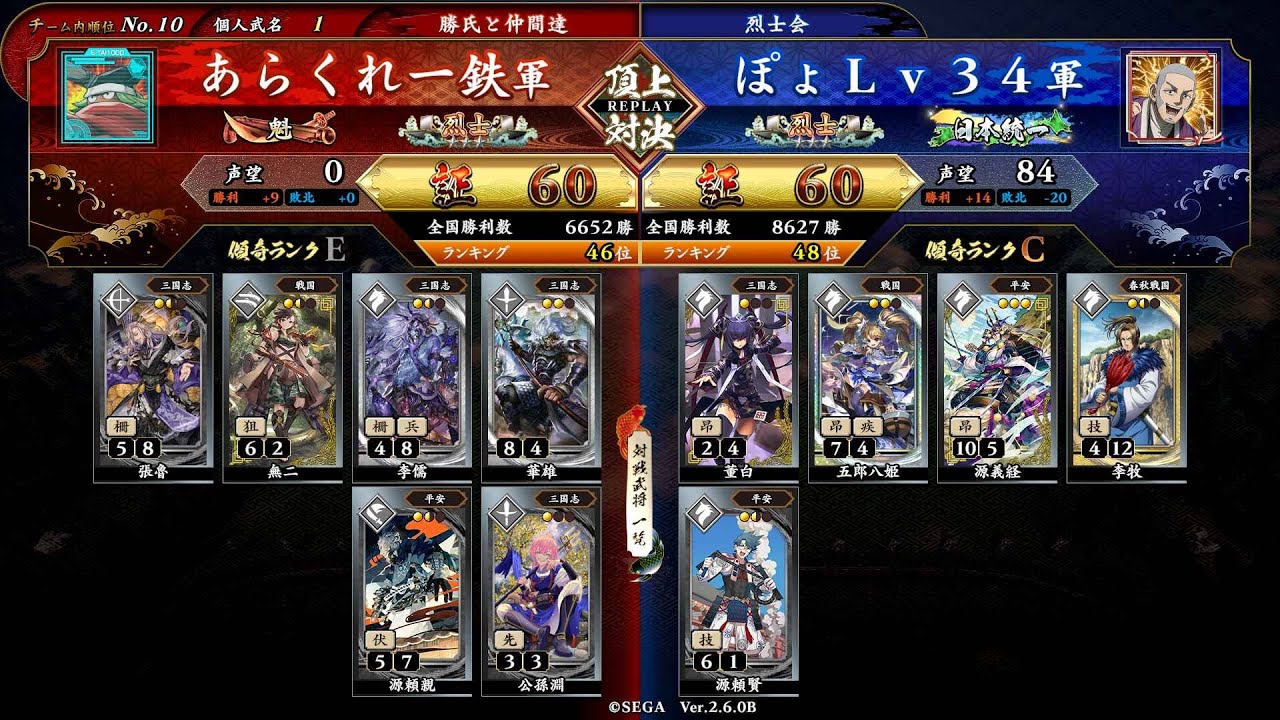 チーム内順位 No.10 個人武名 1 勝氏と仲間達
烈士会
あらくれ一鉄軍
頂上
REPLAY
対決
ぽょLv34軍
魁
烈士
烈士
日本統一
声望 0
勝利 +9 敗北 +0
証 60
証 60
声望 84
勝利 +14 敗北 -20
全国勝利数 6652勝
全国勝利数 8627勝
ランキング 46位
ランキング 48位
傾奇ランクE
傾奇ランクC
三国志
戦国
三国志
三国志
三国志
戦国
平安
春秋戦国
柵
狙
柵 兵
昂
昂 疾
昂
技
5 8
6 2
4 8
8 4
2 4
7 4
10 5
4 12
張魯
無二
李儒
華雄
董白
五郎八姫
源義経
李牧
対戦武将一覧
平安
三国志
平安
伏
先
技
5 7
3 3
6 1
源頼親
公孫淵
源頼賢
©SEGA Ver.2.6.0B